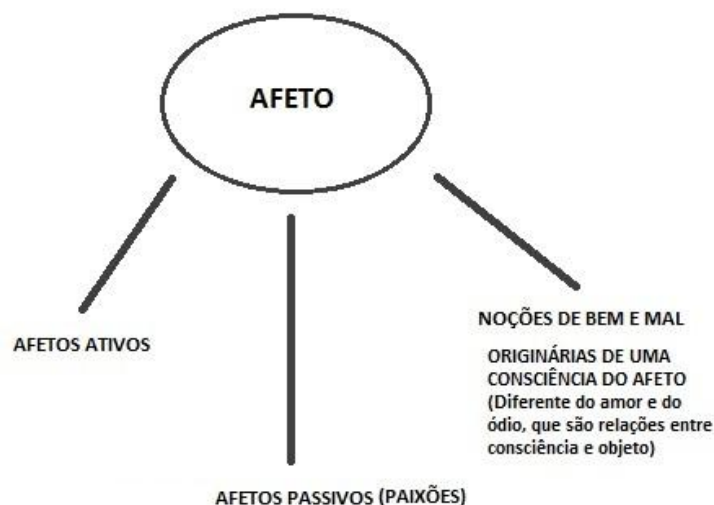 AFETO
AFETOS ATIVOS
NOÇÕES DE BEM E MAL
ORIGINÁRIAS DE UMA
CONSCIÊNCIA DO AFETO
(Diferente do amor e do
ódio, que são relações entre
consciência e objeto)
AFETOS PASSIVOS (PAIXÕES)